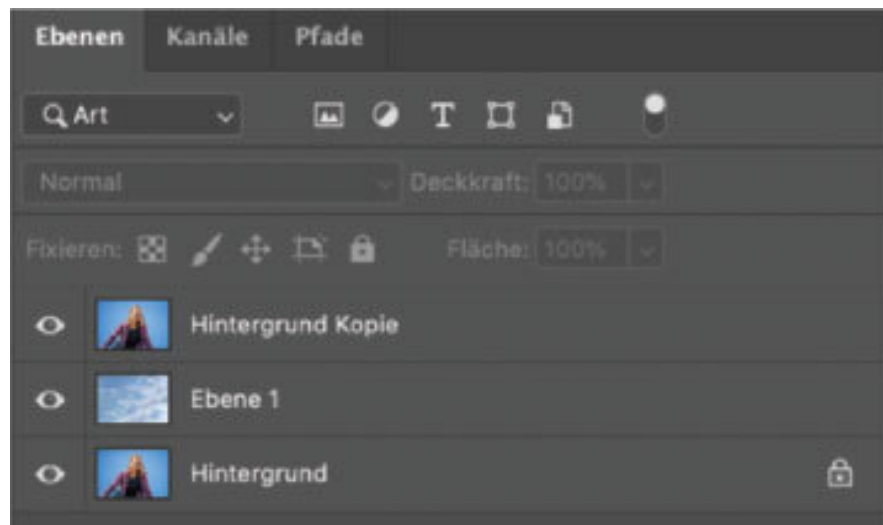 Ebenen Kanäle Pfade
Art T
Normal Deckkraft: 100%
Fixieren: Fläche: 100%
Hintergrund Kopie
Ebene 1
Hintergrund